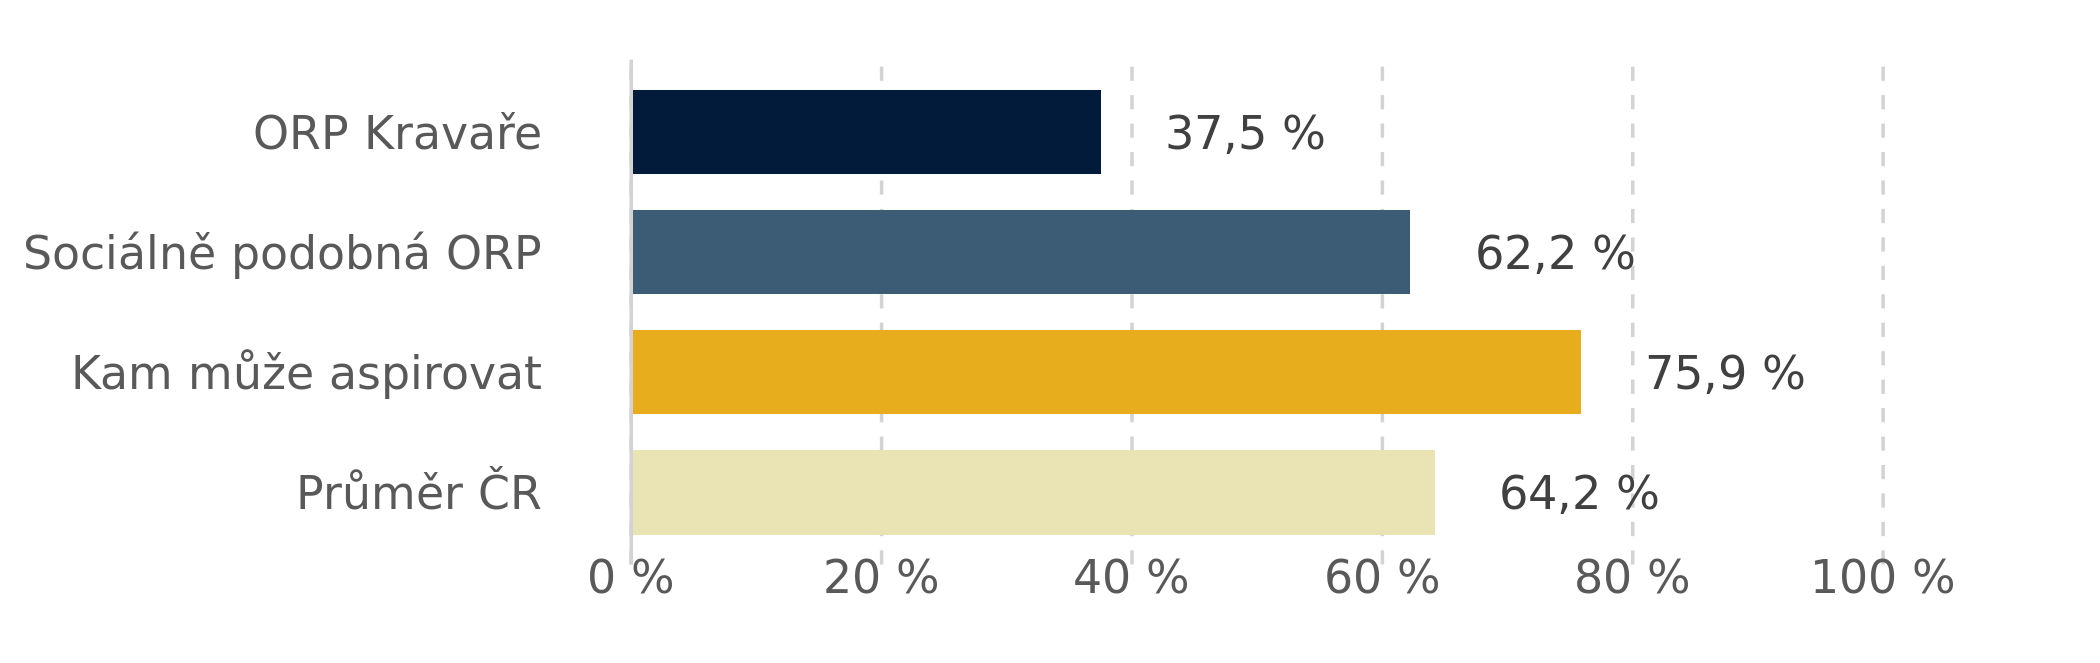 ORP Kravaře 37,5 %
Sociálně podobná ORP 62,2 %
Kam může aspirovat 75,9 %
Průměr ČR 64,2 %
0 % 20 % 40 % 60 % 80 % 100 %